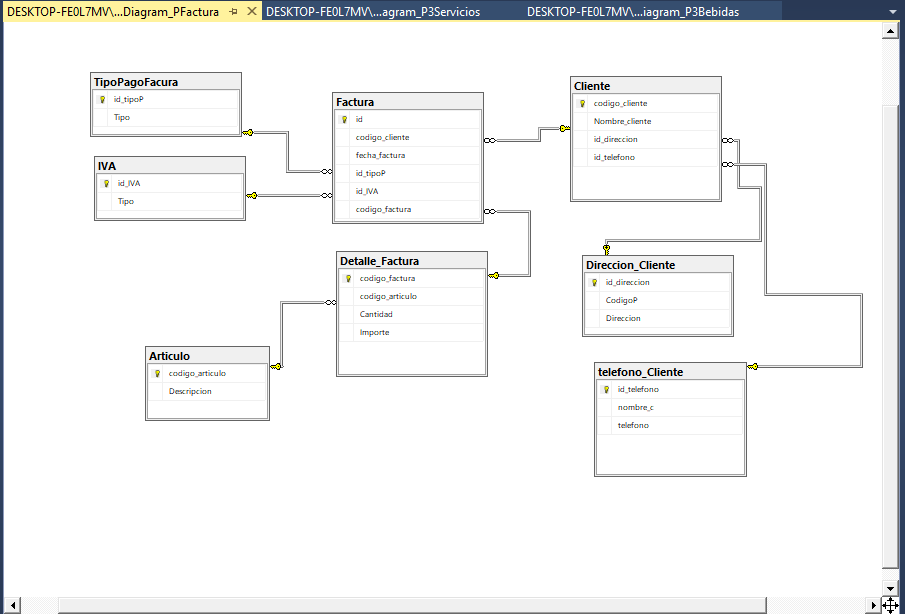 DESKTOP-FE0L7MV\...Diagram_PFactura
DESKTOP-FE0L7MV\...agram_P3Servicios
DESKTOP-FE0L7MV\...iagram_P3Bebidas
TipoPagoFacura
id_tipoP
Tipo
IVA
id_IVA
Tipo
Factura
id
codigo_cliente
fecha_factura
id_tipoP
id_IVA
codigo_factura
Cliente
codigo_cliente
Nombre_cliente
id_direccion
id_telefono
Detalle_Factura
codigo_factura
codigo_articulo
Cantidad
Importe
Direccion_Cliente
id_direccion
CodigoP
Direccion
Articulo
codigo_articulo
Descripcion
telefono_Cliente
id_telefono
nombre_c
telefono